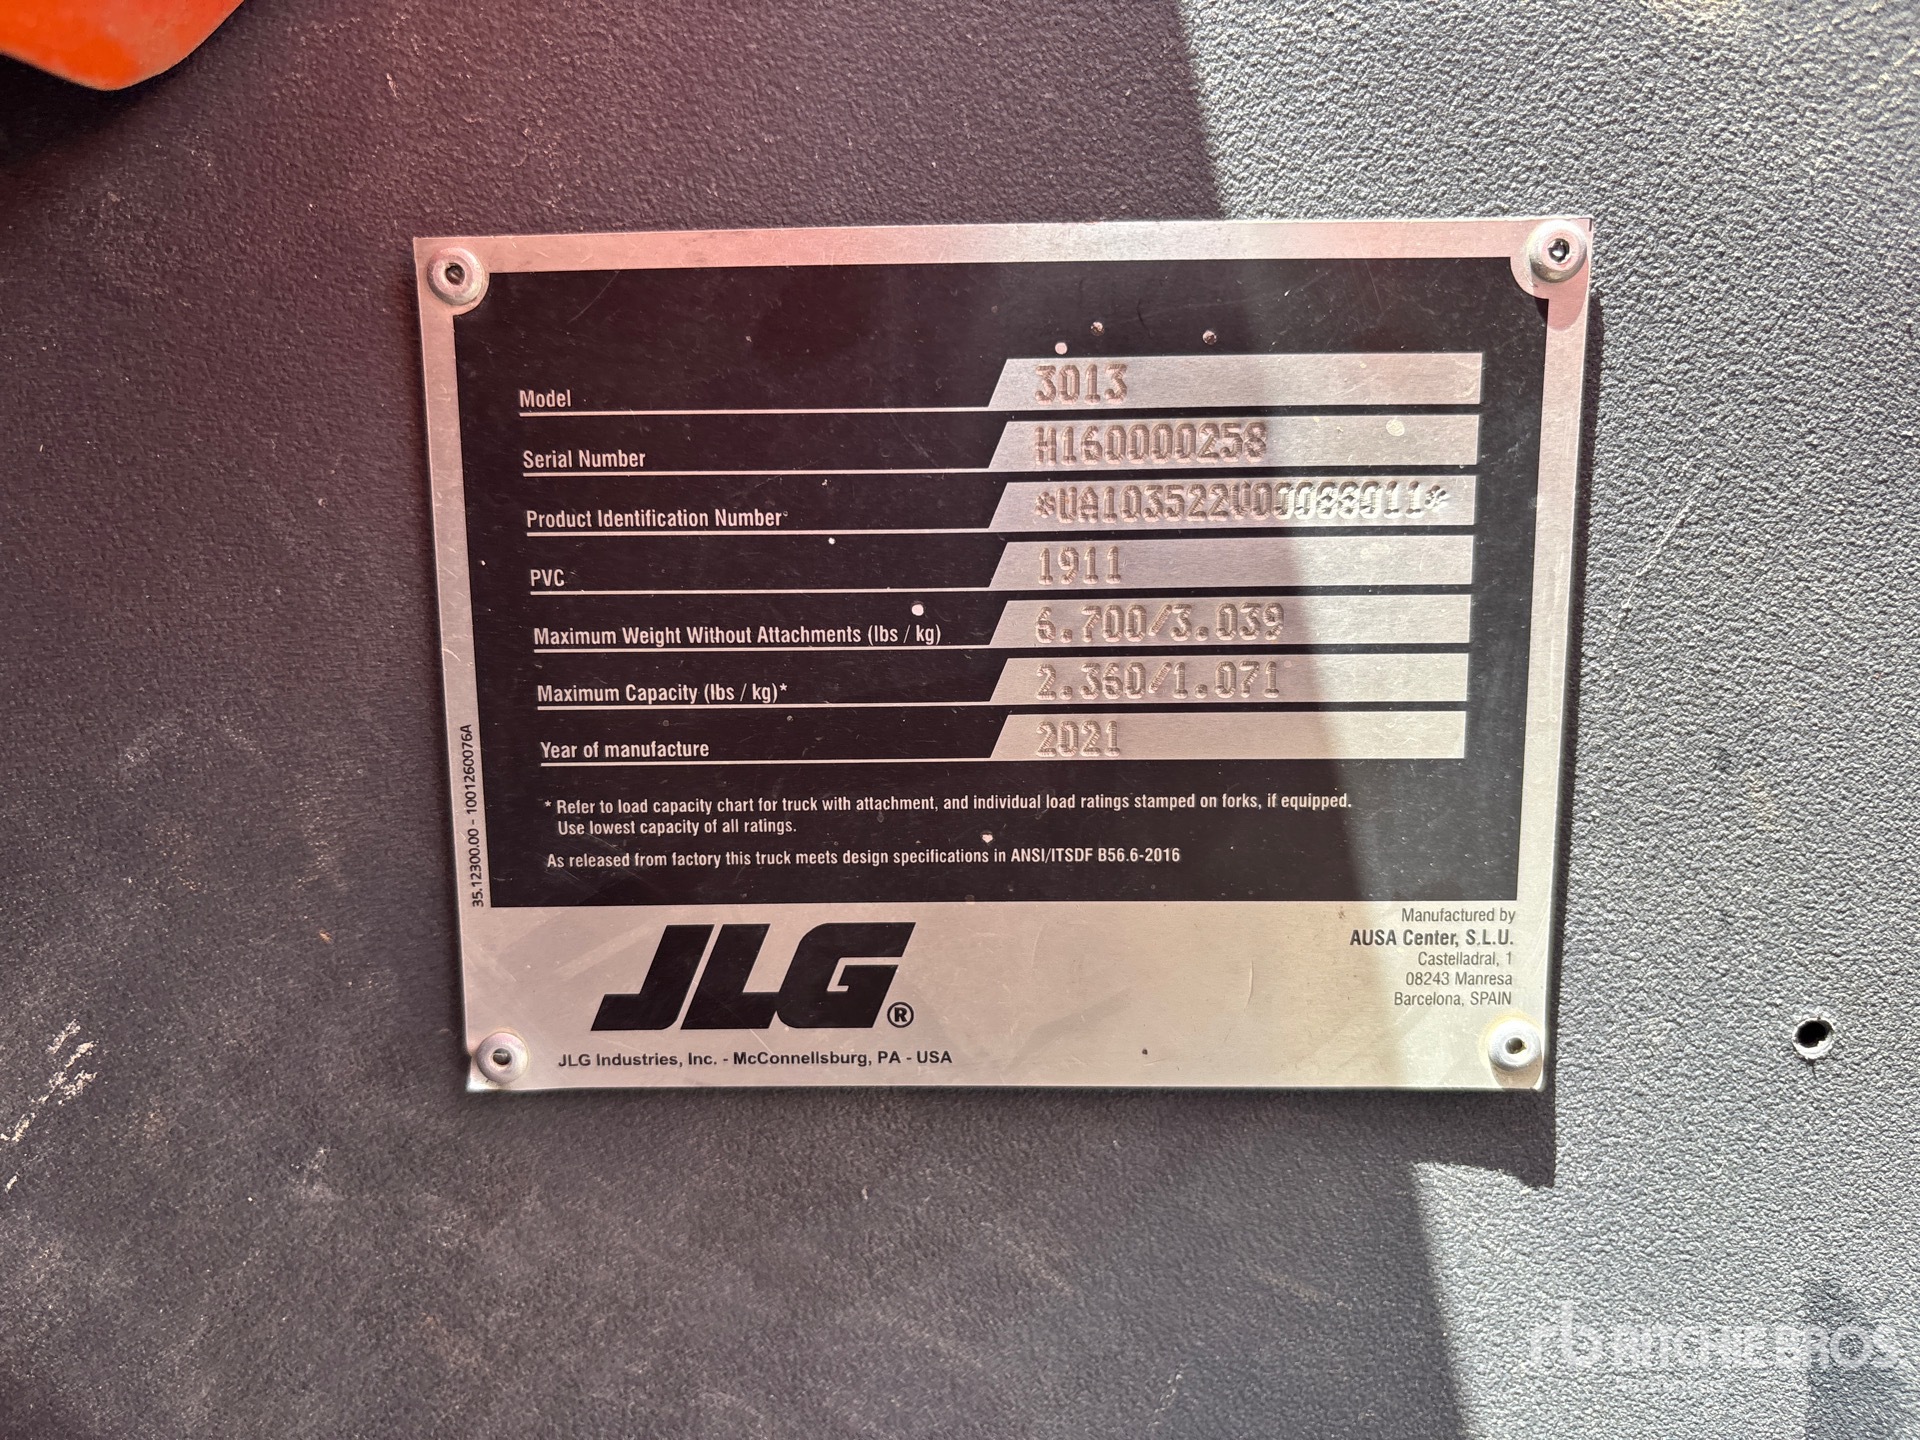 Model 3013
Serial Number H160000258
Product Identification Number *UA103522V00088011*
PVC 1911
Maximum Weight Without Attachments (lbs / kg) 6.700/3.039
Maximum Capacity (lbs / kg)* 2.360/1.071
Year of manufacture 2021
* Refer to load capacity chart for truck with attachment, and individual load ratings stamped on forks, if equipped.
Use lowest capacity of all ratings.
As released from factory this truck meets design specifications in ANSI/ITSDF B56.6-2016
35.12300.00 - 1001260076A
JLG®
JLG Industries, Inc. - McConnellsburg, PA - USA
Manufactured by
AUSA Center, S.L.U.
Castelladral, 1
08243 Manresa
Barcelona, SPAIN
rb RITCHIE BROS